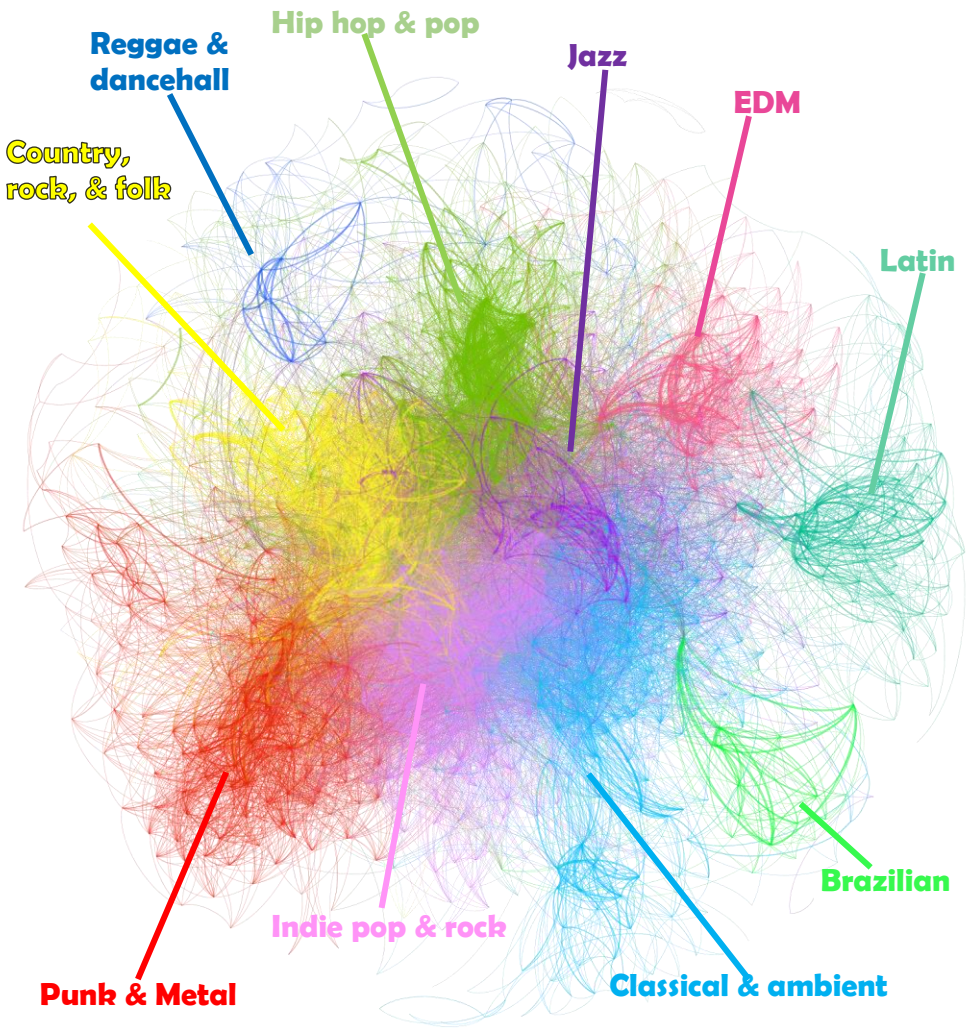 Hip hop & pop
Reggae &
dancehall
Jazz
EDM
Country,
rock, & folk
Latin
Brazilian
Indie pop & rock
Classical & ambient
Punk & Metal